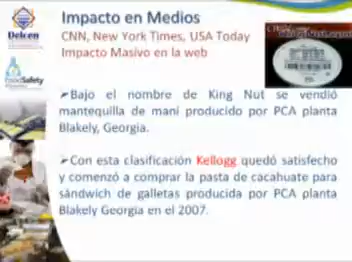 Delcen
Impacto en Medios
CNN, New York Times, USA Today
Impacto Masivo en la web
FoodSafety
➢Bajo el nombre de King Nut se vendió
mantequilla de maní producido por PCA planta
Blakely, Georgia.
➢Con esta clasificación Kellogg quedó satisfecho
y comenzó a comprar la pasta de cacahuate para
sándwich de galletas producida por PCA planta
Blakely Georgia en el 2007.